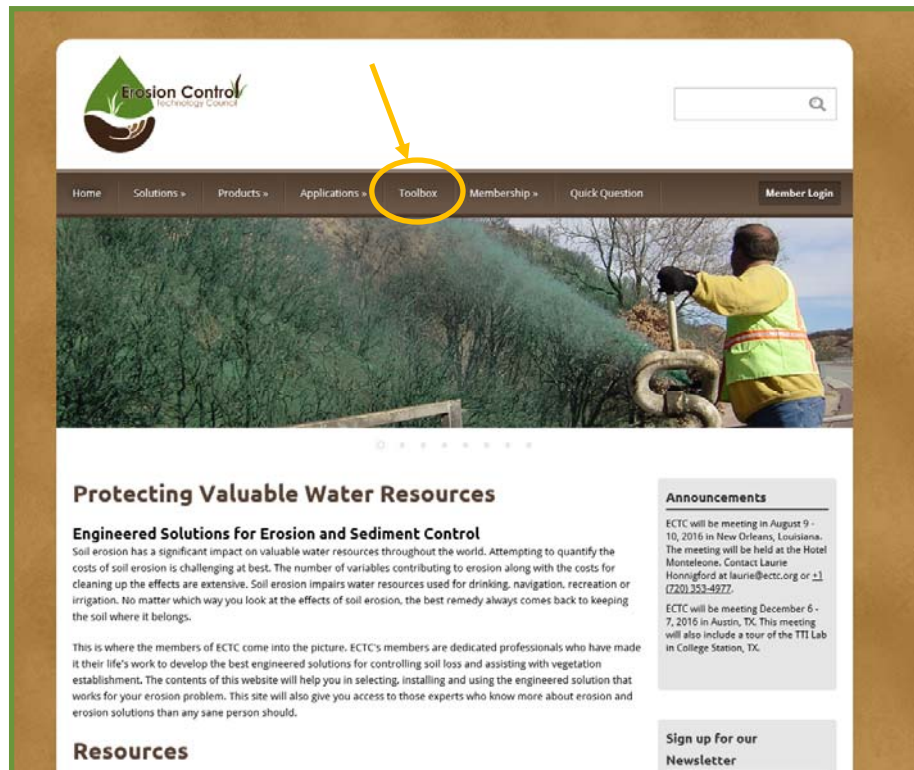 Erosion Control
Technology Council
Home Solutions » Products » Applications » Toolbox Membership » Quick Question Member Login
Protecting Valuable Water Resources
Engineered Solutions for Erosion and Sediment Control
Soil erosion has a significant impact on valuable water resources throughout the world. Attempting to quantify the
costs of soil erosion is challenging at best. The number of variables contributing to erosion along with the costs for
cleaning up the effects are extensive. Soil erosion impairs water resources used for drinking, navigation, recreation or
irrigation. No matter which way you look at the effects of soil erosion, the best remedy always comes back to keeping
the soil where it belongs.
This is where the members of ECTC come into the picture. ECTC's members are dedicated professionals who have made
it their life's work to develop the best engineered solutions for controlling soil loss and assisting with vegetation
establishment. The contents of this website will help you in selecting, installing and using the engineered solution that
works for your erosion problem. This site will also give you access to those experts who know more about erosion and
erosion solutions than any sane person should.
Resources
Announcements
ECTC will be meeting in August 9 -
10, 2016 in New Orleans, Louisiana.
The meeting will be held at the Hotel
Monteleone. Contact Laurie
Honnigford at laurie@ectc.org or +1
(720) 353-4977.
ECTC will be meeting December 6 -
7, 2016 in Austin, TX. This meeting
will also include a tour of the TTI Lab
in College Station, TX.
Sign up for our
Newsletter